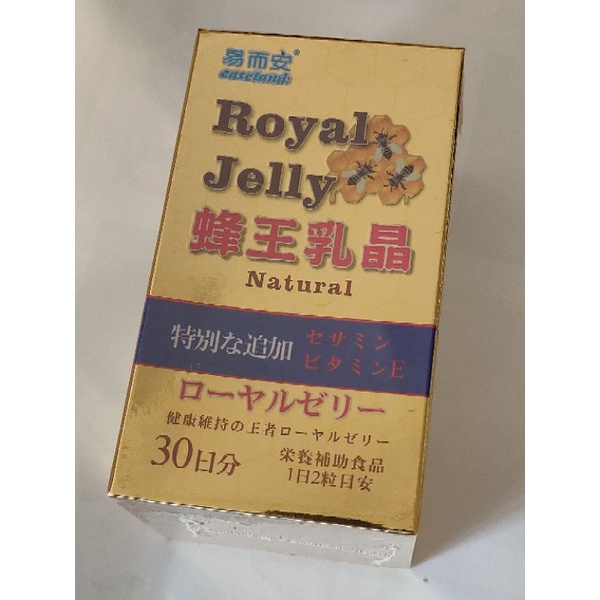 易而安®
easeland
Royal
Jelly
蜂王乳晶
Natural
特別な追加
セサミン
ビタミンE
ローヤルゼリー
健康維持の王者ローヤルゼリー
30日分
栄養補助食品
1日2粒目安